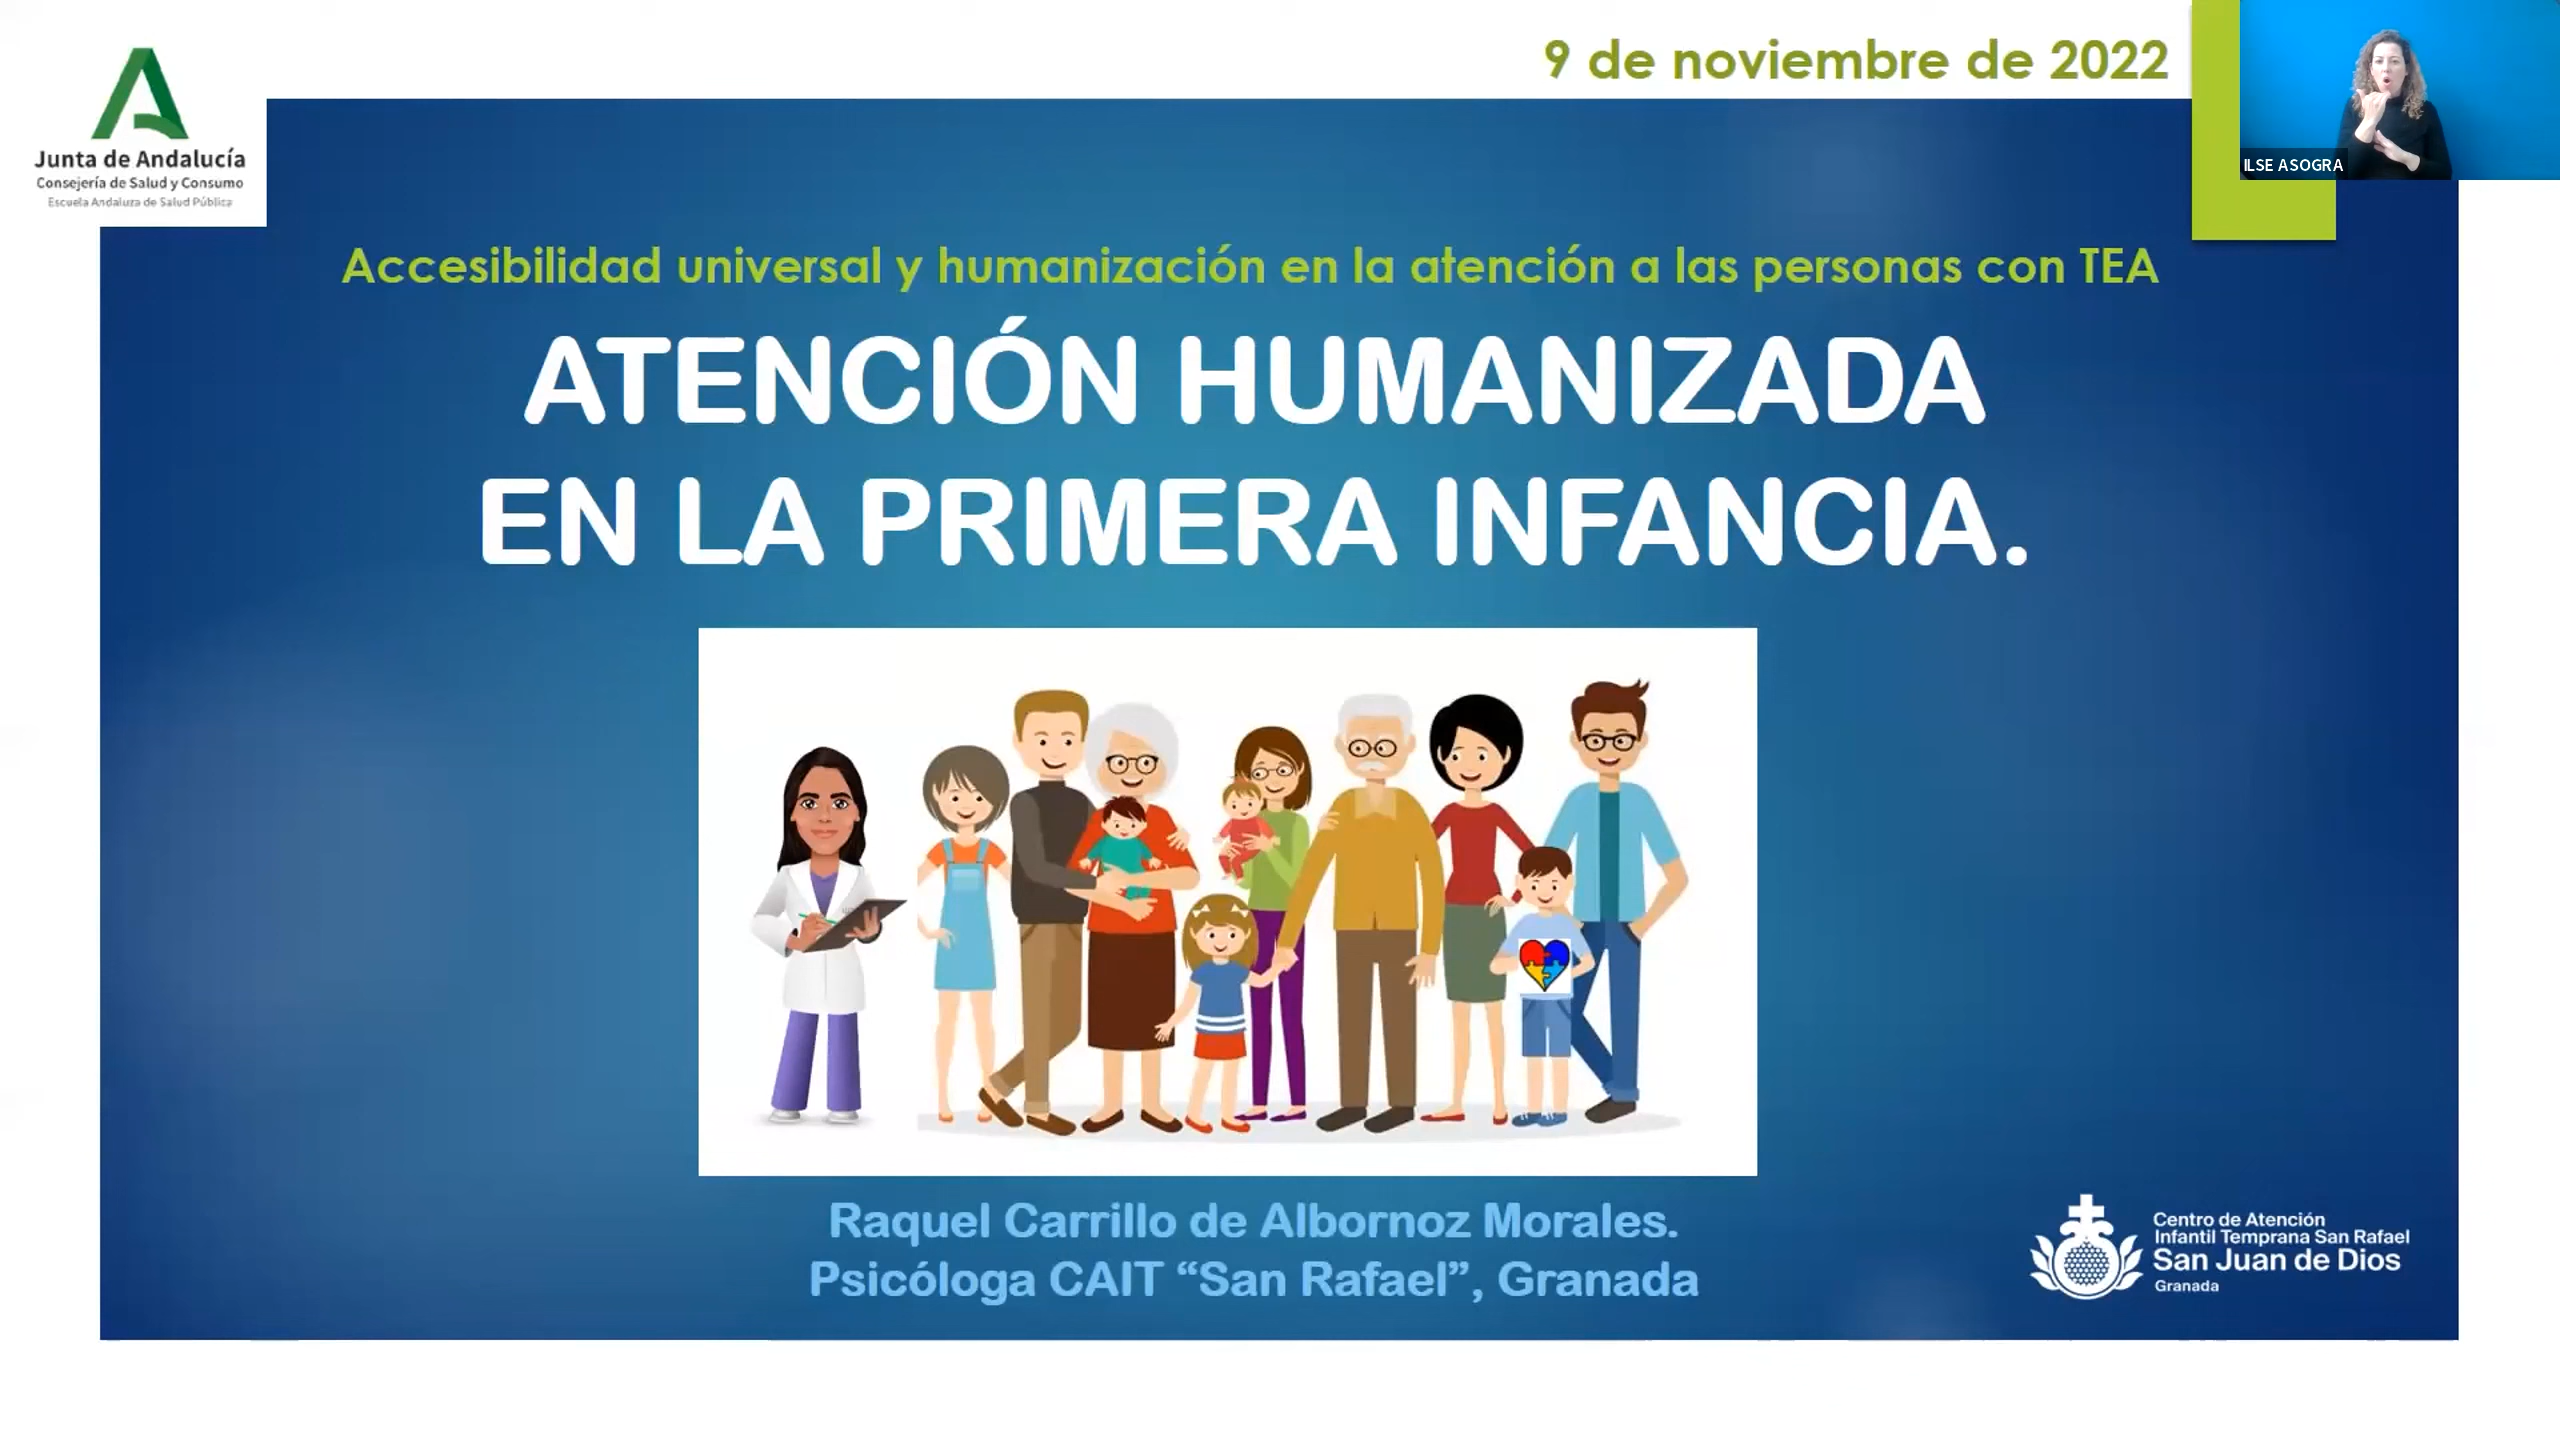 9 de noviembre de 2022
ILSE ASOGRA
Junta de Andalucía
Consejería de Salud y Consumo
Escuela Andaluza de Salud Pública
Accesibilidad universal y humanización en la atención a las personas con TEA
ATENCIÓN HUMANIZADA
EN LA PRIMERA INFANCIA.
Raquel Carrillo de Albornoz Morales.
Psicóloga CAIT “San Rafael”, Granada
Centro de Atención
Infantil Temprana San Rafael
San Juan de Dios
Granada